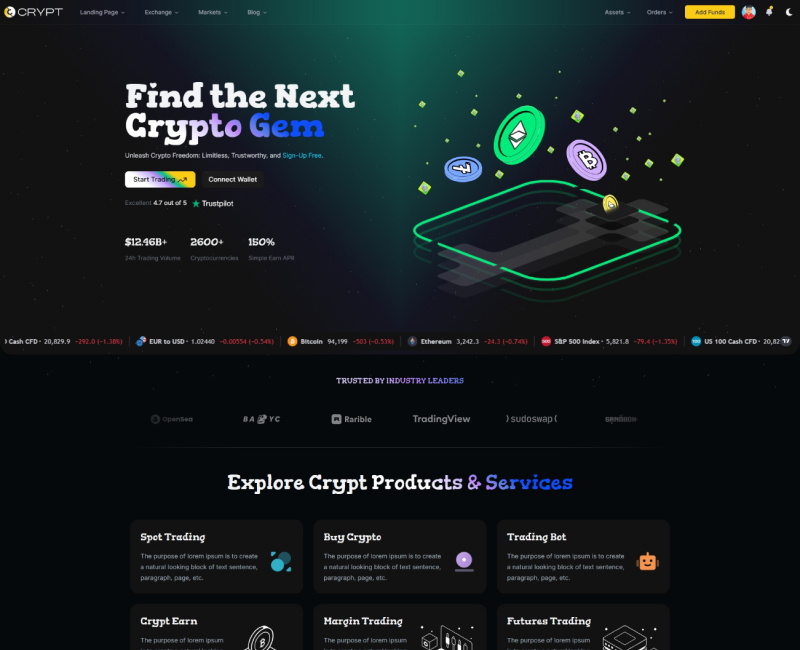 CRYPT Landing Page Exchange Markets Blog Assets Orders Add Funds
Find the Next
Crypto Gem
Unleash Crypto Freedom: Limitless, Trustworthy, and Sign-Up Free.
Start Trading Connect Wallet
Excellent 4.7 out of 5 Trustpilot
$12.46B+ 2600+ 150%
24h Trading Volume Cryptocurrencies Simple Earn APR
Cash CFD • 20,829.9 −292.0 (−1.38%) EUR to USD • 1.02440 −0.00554 (−0.54%) Bitcoin 94,199 −503 (−0.53%) Ethereum 3,242.3 −24.3 (−0.74%) S&P 500 Index • 5,821.8 −79.4 (−1.35%) US 100 Cash CFD • 20,82
TRUSTED BY INDUSTRY LEADERS
OpenSea BAYC Rarible TradingView )sudoswap(
Explore Crypt Products & Services
Spot Trading
The purpose of lorem ipsum is to create
a natural looking block of text sentence,
paragraph, page, etc.
Buy Crypto
The purpose of lorem ipsum is to create
a natural looking block of text sentence,
paragraph, page, etc.
Trading Bot
The purpose of lorem ipsum is to create
a natural looking block of text sentence,
paragraph, page, etc.
Crypt Earn
The purpose of lorem ipsum
Margin Trading
The purpose of lorem ipsum
Futures Trading
The purpose of lorem ipsum